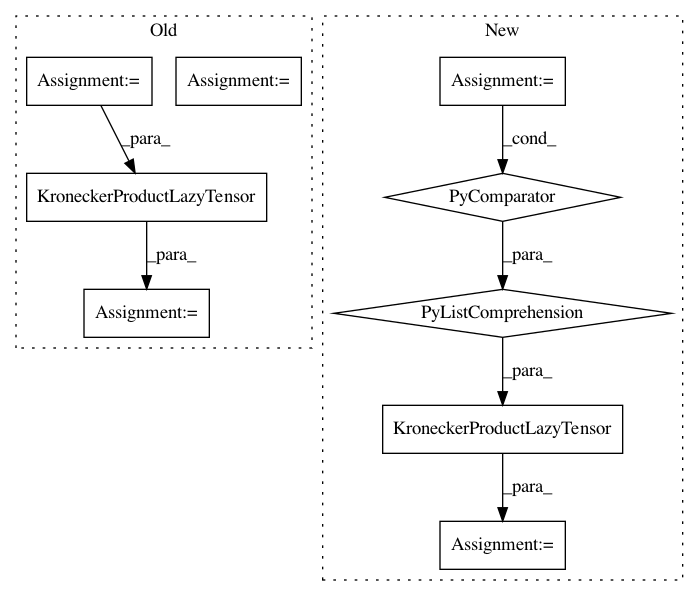 Old
New
Assignment:=
Assignment:=
Assignment:=
_para_
_cond_
KroneckerProductLazyTensor
PyComparator
_para_
_para_
Assignment:=
PyListComprehension
_para_
KroneckerProductLazyTensor
_para_
Assignment:=